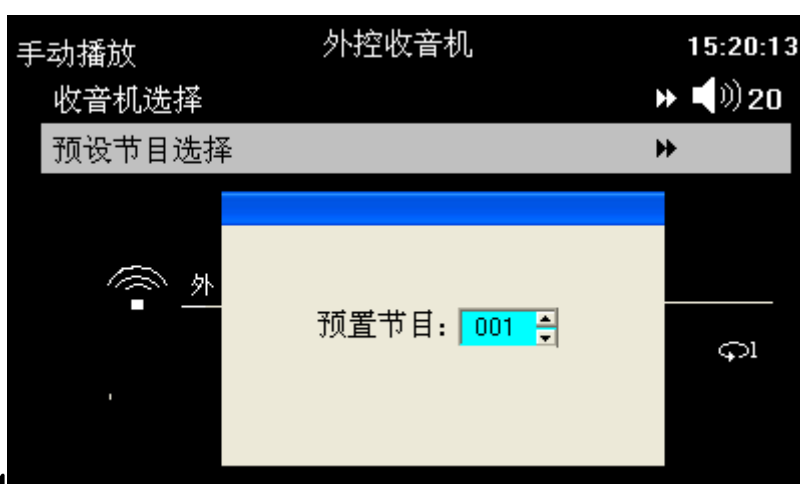 手动播放 外控收音机 15:20:13
收音机选择 20
预设节目选择
外
预置节目: 001
1